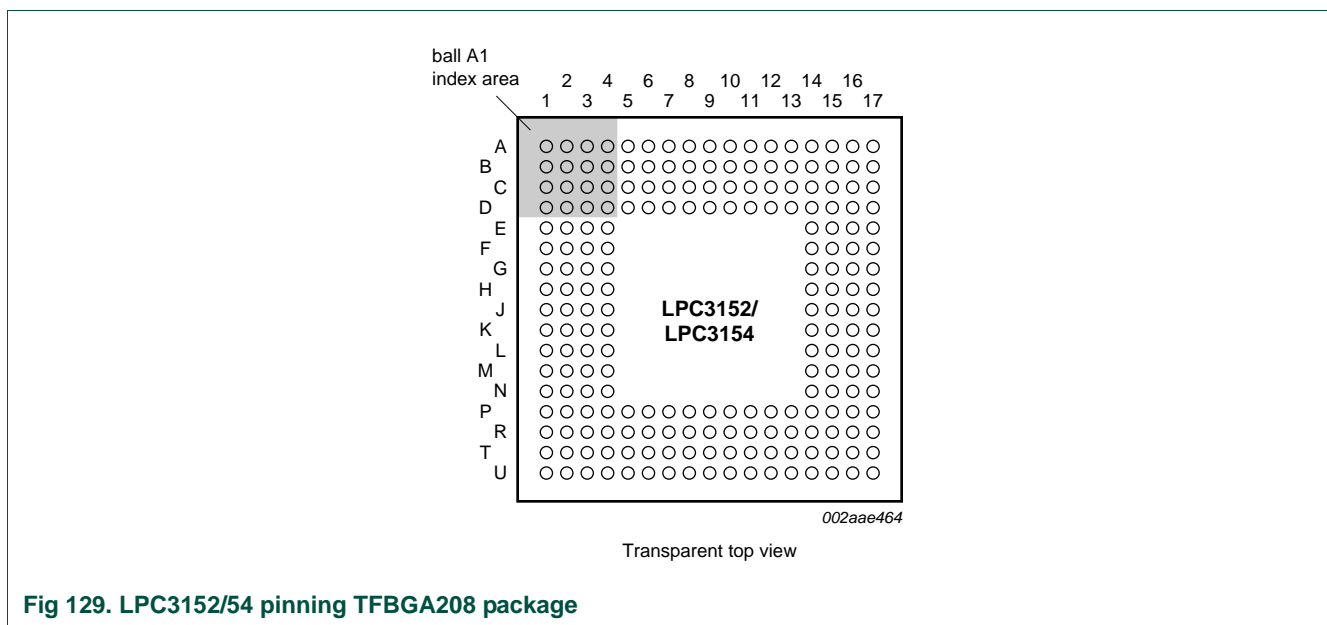 ball A1
index area
2 4 6 8 10 12 14 16
1 3 5 7 9 11 13 15 17
A
B
C
D
E
F
G
H
J
K
L
M
N
P
R
T
U
LPC3152/
LPC3154
002aae464
Transparent top view
Fig 129. LPC3152/54 pinning TFBGA208 package